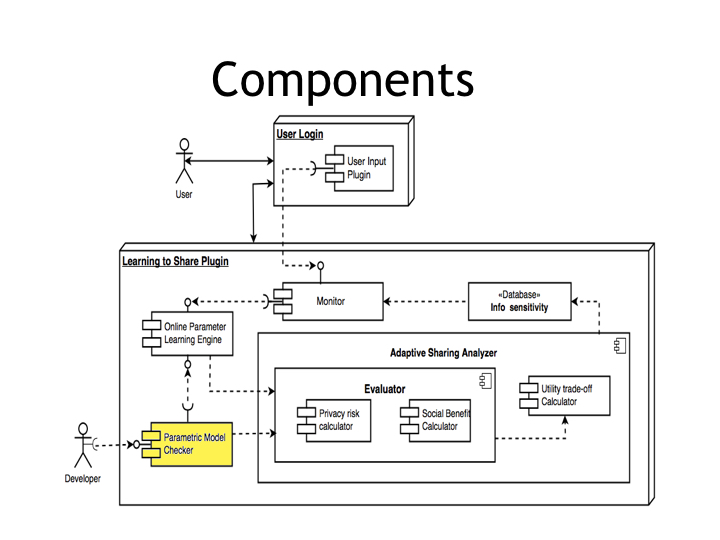 Components
User Login
User Input
Plugin
User
Learning to Share Plugin
Monitor
«Database»
Info sensitivity
Online Parameter
Learning Engine
Adaptive Sharing Analyzer
Evaluator
Privacy risk
calculator
Social Benefit
Calculator
Utility trade-off
Calculator
Parametric Model
Checker
Developer